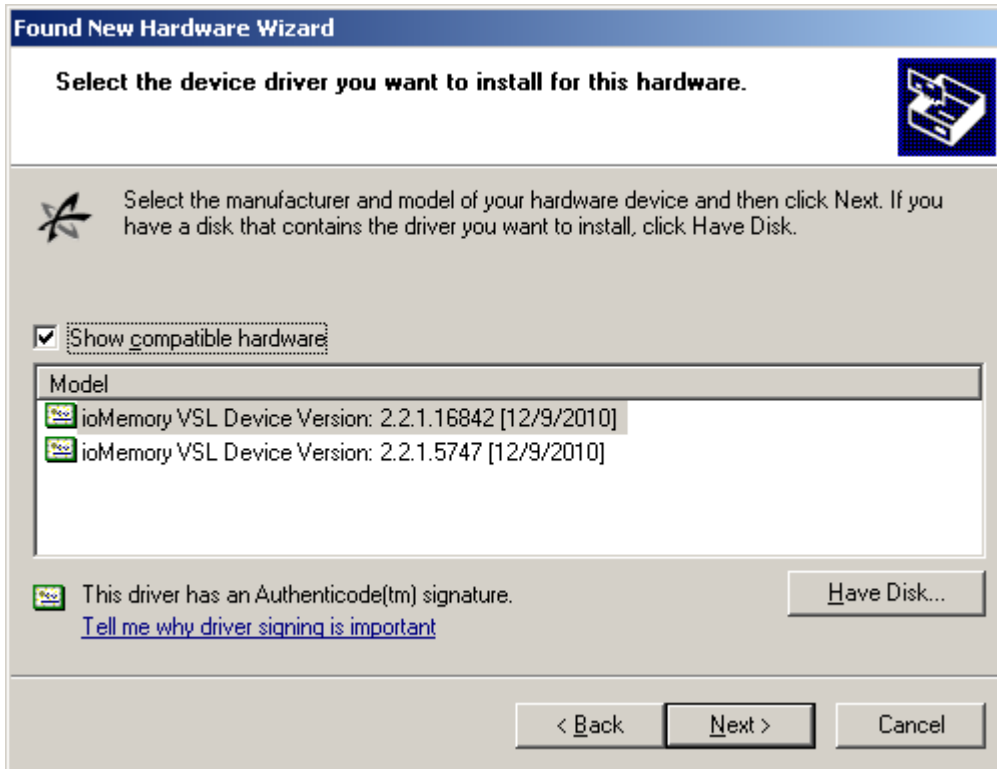 Found New Hardware Wizard
Select the device driver you want to install for this hardware.
Select the manufacturer and model of your hardware device and then click Next. If you
have a disk that contains the driver you want to install, click Have Disk.
Show compatible hardware
Model
ioMemory VSL Device Version: 2.2.1.16842 [12/9/2010]
ioMemory VSL Device Version: 2.2.1.5747 [12/9/2010]
This driver has an Authenticode(tm) signature.
Have Disk...
Tell me why driver signing is important
< Back
Next >
Cancel